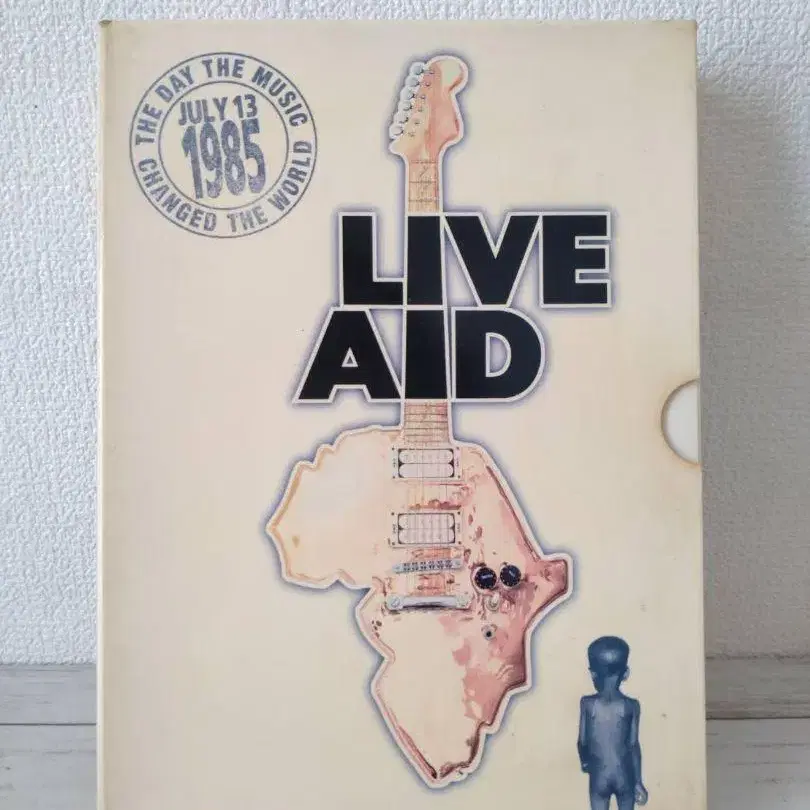 THE DAY THE MUSIC
JULY 13
1985
CHANGED THE WORLD
LIVE
AID